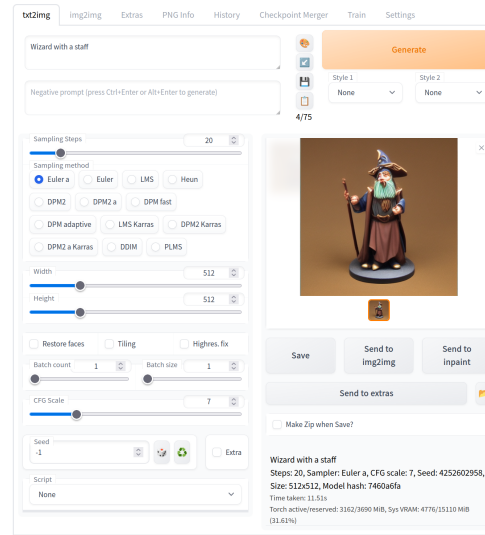 txt2img img2img Extras PNG Info History Checkpoint Merger Train Settings
Wizard with a staff
Generate
Style 1 Style 2
Negative prompt (press Ctrl+Enter or Alt+Enter to generate)
None None
4/75
Sampling Steps 20
Sampling method
Euler a Euler LMS Heun
DPM2 DPM2 a DPM fast
DPM adaptive LMS Karras DPM2 Karras
DPM2 a Karras DDIM PLMS
Width 512
Height 512
Restore faces Tiling Highres. fix
Batch count 1 Batch size 1
CFG Scale 7
Seed
-1
Extra
Script
None
Save Send to img2img Send to inpaint
Send to extras
Make Zip when Save?
Wizard with a staff
Steps: 20, Sampler: Euler a, CFG scale: 7, Seed: 4252602958,
Size: 512x512, Model hash: 7460a6fa
Time taken: 11.51s
Torch active/reserved: 3162/3690 MiB, Sys VRAM: 4776/15110 MiB
(31.61%)